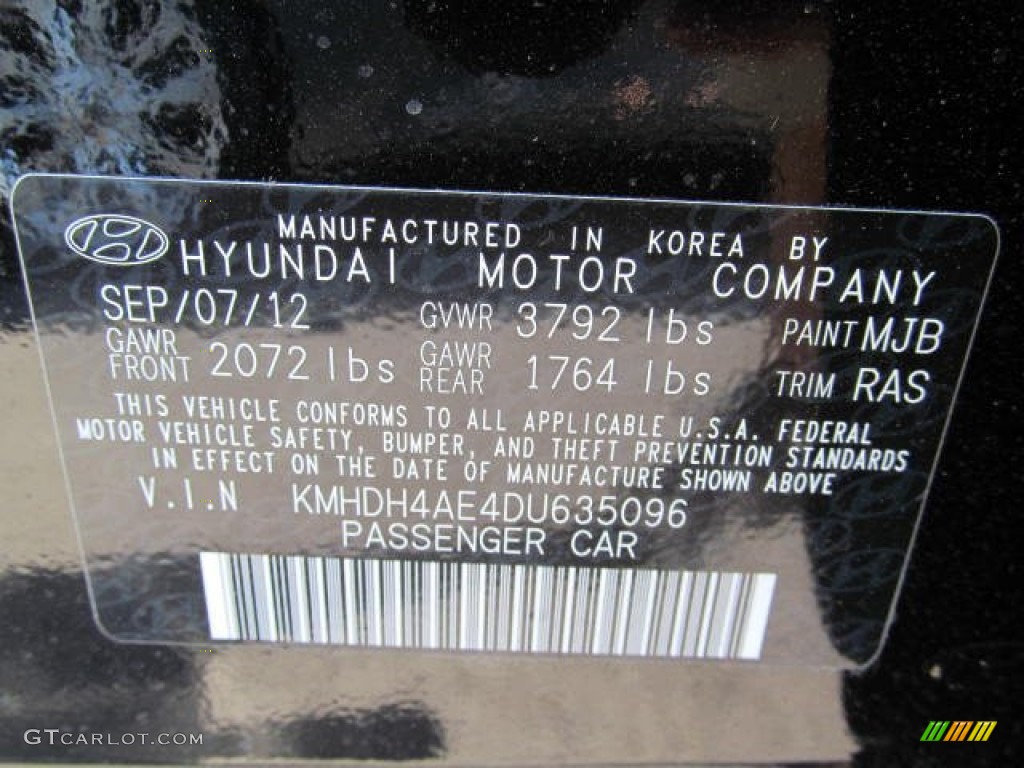 MANUFACTURED IN KOREA BY
HYUNDAI MOTOR COMPANY
SEP/07/12 GVWR 3792 lbs PAINT MJB
GAWR FRONT 2072 lbs GAWR REAR 1764 lbs TRIM RAS
THIS VEHICLE CONFORMS TO ALL APPLICABLE U.S.A. FEDERAL
MOTOR VEHICLE SAFETY, BUMPER, AND THEFT PREVENTION STANDARDS
IN EFFECT ON THE DATE OF MANUFACTURE SHOWN ABOVE
V.I.N KMHDH4AE4DU635096
PASSENGER CAR
GTCARLOT.COM